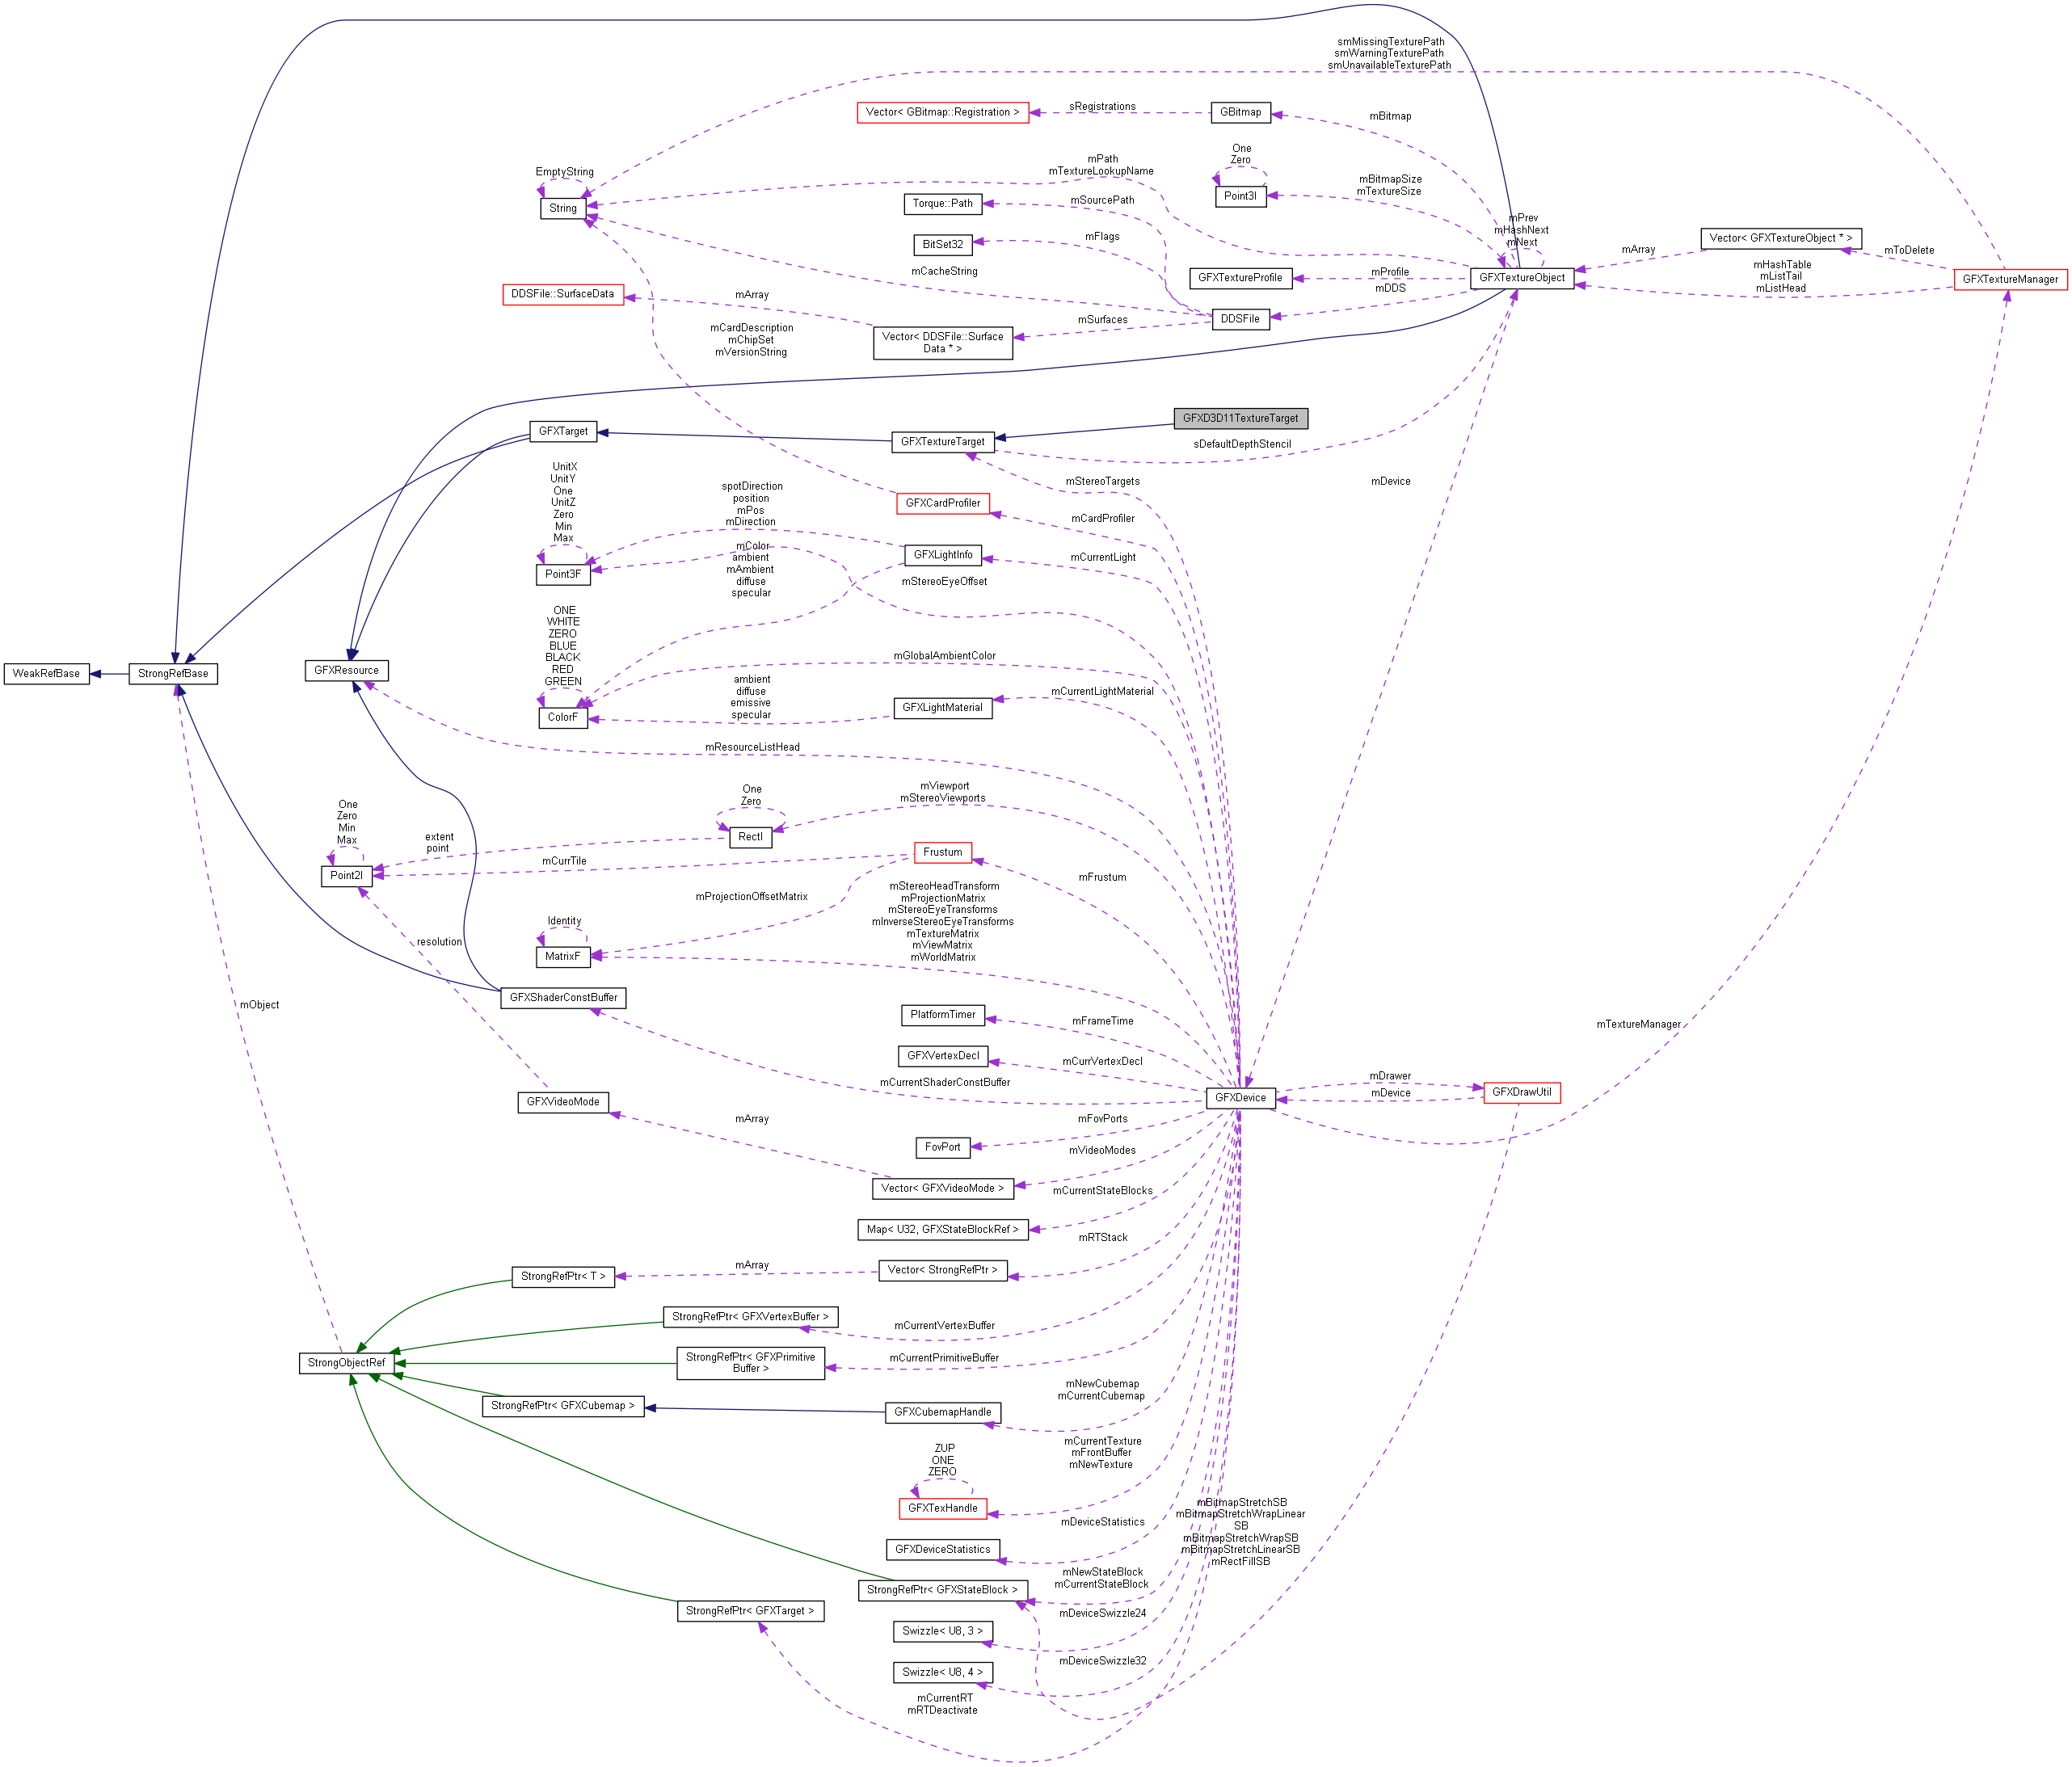 smMissingTexturePath
smWarningTexturePath
smUnavailableTexturePath
Vector< GBitmap::Registration >
sRegistrations
GBitmap
mBitmap
One
Zero
Point3I
mBitmapSize
mTextureSize
EmptyString
String
mPath
mTextureLookupName
Torque::Path
mSourcePath
BitSet32
mFlags
mPrev
mHashNext
mNext
GFXTextureProfile
mProfile
GFXTextureObject
mArray
Vector< GFXTextureObject * >
mToDelete
GFXTextureManager
mHashTable
mListTail
mListHead
mCacheString
mDDS
DDSFile::SurfaceData
mArray
Vector< DDSFile::Surface
Data * >
mSurfaces
DDSFile
mCardDescription
mChipSet
mVersionString
GFXD3D11TextureTarget
GFXTarget
GFXTextureTarget
sDefaultDepthStencil
mStereoTargets
mDevice
UnitX
UnitY
One
UnitZ
Zero
Min
Max
Point3F
spotDirection
position
mPos
mDirection
GFXCardProfiler
mCardProfiler
mColor
ambient
mAmbient
diffuse
specular
GFXLightInfo
mCurrentLight
mStereoEyeOffset
ONE
WHITE
ZERO
BLUE
BLACK
RED
GREEN
ColorF
WeakRefBase
StrongRefBase
GFXResource
mGlobalAmbientColor
ambient
diffuse
emissive
specular
GFXLightMaterial
mCurrentLightMaterial
mResourceListHead
One
Zero
RectI
mViewport
mStereoViewports
One
Zero
Min
Max
Point2I
extent
point
mCurrTile
Frustum
mFrustum
mProjectionOffsetMatrix
Identity
MatrixF
mStereoHeadTransform
mProjectionMatrix
mStereoEyeTransforms
mInverseStereoEyeTransforms
mTextureMatrix
mViewMatrix
mWorldMatrix
resolution
mObject
GFXShaderConstBuffer
PlatformTimer
mFrameTime
mTextureManager
GFXVertexDecl
mCurrVertexDecl
mCurrentShaderConstBuffer
GFXVideoMode
mArray
GFXDevice
mDrawer
mDevice
GFXDrawUtil
FovPort
mFovPorts
Vector< GFXVideoMode >
mVideoModes
Map< U32, GFXStateBlockRef >
mCurrentStateBlocks
StrongRefPtr< T >
mArray
Vector< StrongRefPtr >
mRTStack
StrongRefPtr< GFXVertexBuffer >
mCurrentVertexBuffer
StrongObjectRef
StrongRefPtr< GFXPrimitive
Buffer >
mCurrentPrimitiveBuffer
StrongRefPtr< GFXCubemap >
GFXCubemapHandle
mNewCubemap
mCurrentCubemap
ZUP
ONE
ZERO
GFXTexHandle
mCurrentTexture
mFrontBuffer
mNewTexture
GFXDeviceStatistics
mDeviceStatistics
mBitmapStretchSB
mBitmapStretchWrapLinear
SB
mBitmapStretchWrapSB
mBitmapStretchLinearSB
mRectFillSB
StrongRefPtr< GFXStateBlock >
mNewStateBlock
mCurrentStateBlock
StrongRefPtr< GFXTarget >
Swizzle< U8, 3 >
mDeviceSwizzle24
Swizzle< U8, 4 >
mDeviceSwizzle32
mCurrentRT
mRTDeactivate